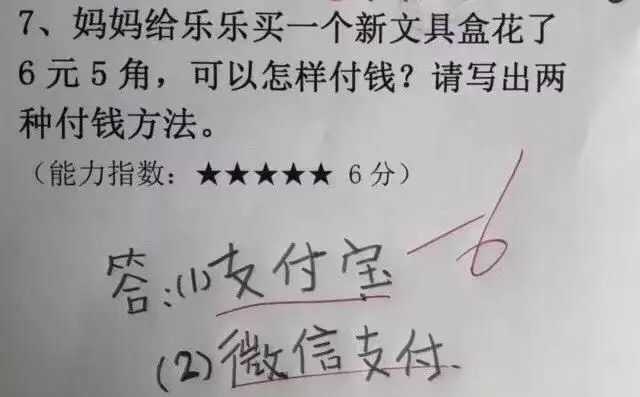 7、妈妈给乐乐买一个新文具盒花了
6元5角，可以怎样付钱？请写出两
种付钱方法。
（能力指数：★★★★★ 6分）
答:(1)支付宝 -6
(2)微信支付.